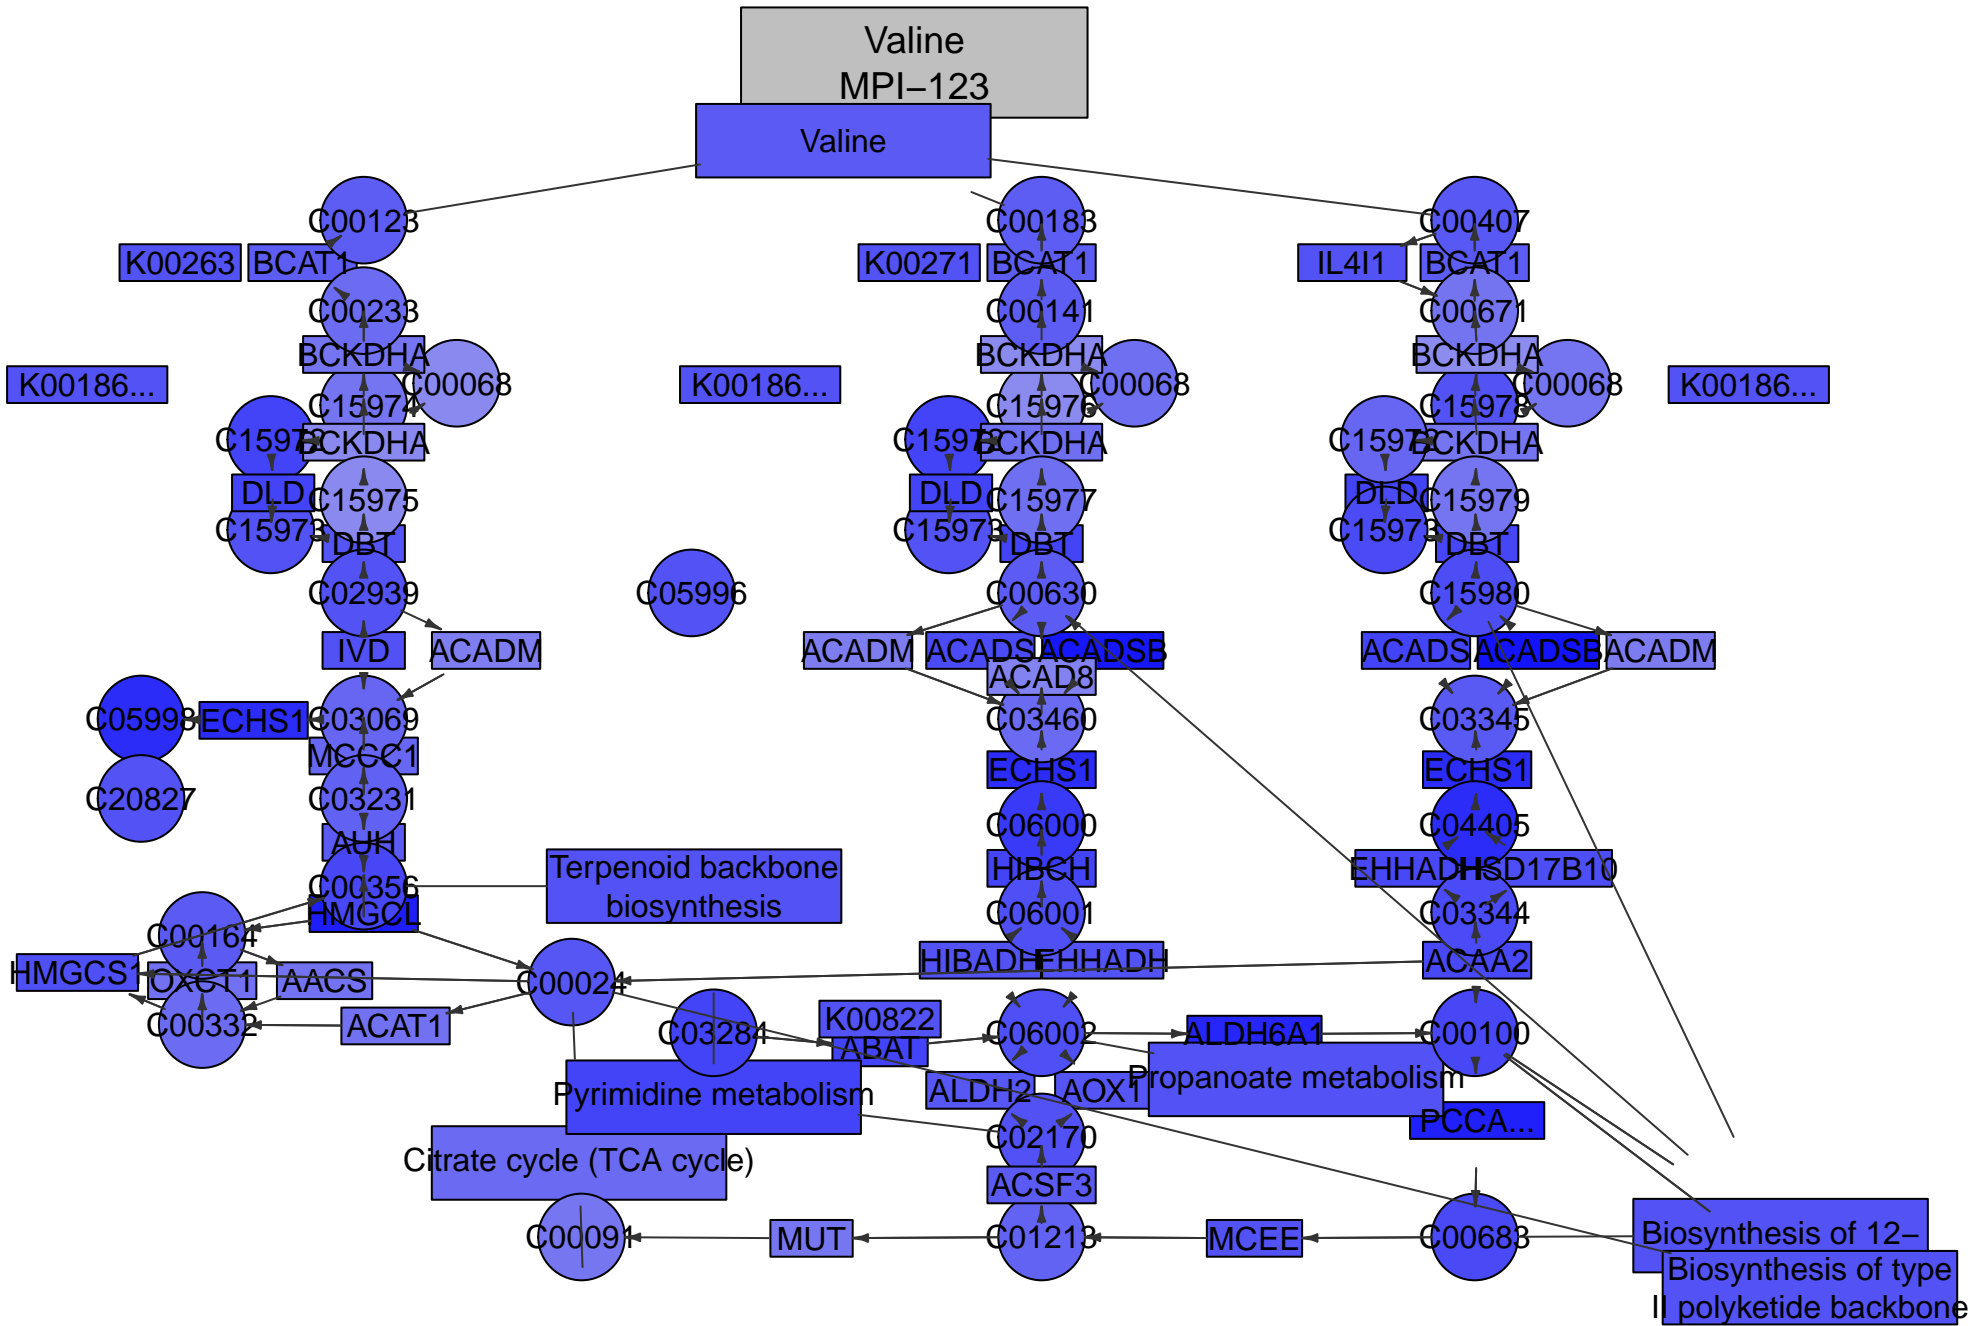 Valine
MPI−123
Valine
C00123
C00183
C00407
K00263
BCAT1
K00271
BCAT1
IL4I1
BCAT1
C00233
C00141
C00671
BCKDHA
BCKDHA
BCKDHA
K00186...
C15974
C00068
K00186...
C15976
C00068
C15978
C00068
K00186...
C15972
BCKDHA
C15972
BCKDHA
C15972
BCKDHA
DLD
C15975
DLD
C15977
DLD
C15979
C15973
DBT
C15973
DBT
C15973
DBT
C02939
C05996
C00630
C15980
IVD
ACADM
ACADM
ACADS
ACADSB
ACADS
ACADSB
ACADM
ACAD8
C05998
ECHS1
C03069
C03460
C03345
MCCC1
ECHS1
ECHS1
C20827
C03231
C06000
C04405
AUH
HIBCH
EHHADH
HSD17B10
C00356
Terpenoid backbone
biosynthesis
HMGCL
C06001
C03344
C00164
HIBADH
EHHADH
ACAA2
HMGCS1
OXCT1
AACS
C00024
C00332
ACAT1
C03284
K00822
ABAT
C06002
ALDH6A1
C00100
Pyrimidine metabolism
ALDH2
AOX1
Propanoate metabolism
PCCA...
C02170
Citrate cycle (TCA cycle)
ACSF3
C00091
MUT
C01213
MCEE
C00683
Biosynthesis of 12−
Biosynthesis of type
II polyketide backbone